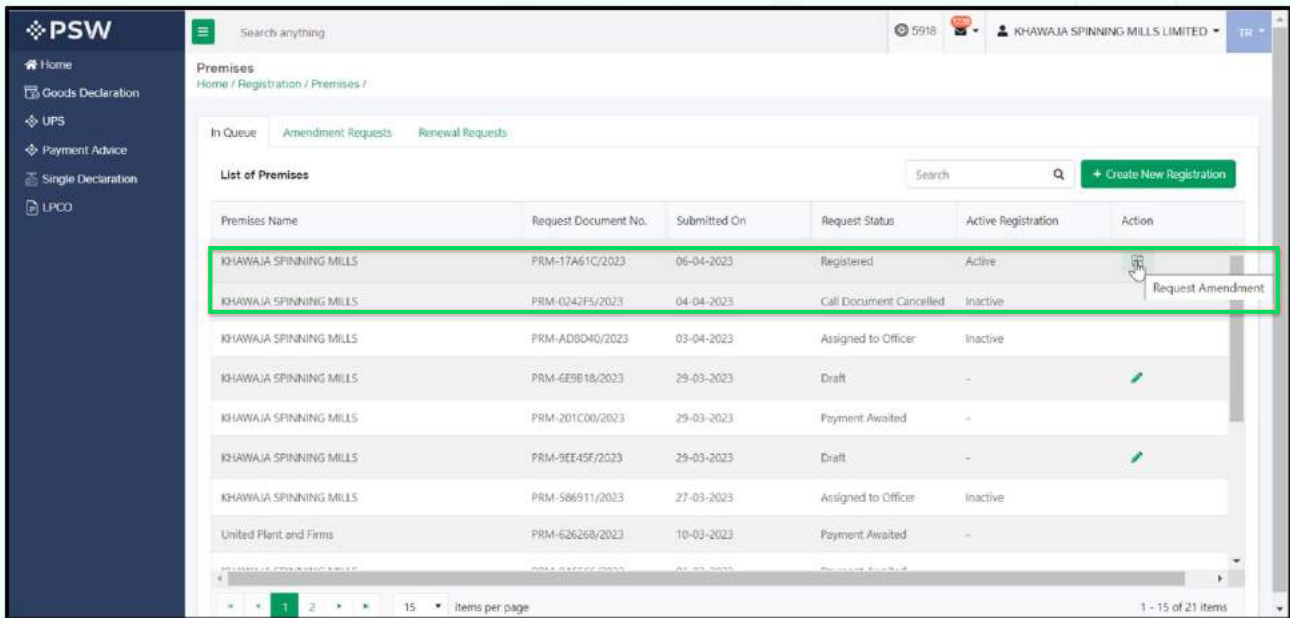 PSW
Search anything
5918
KHAWAJA SPINNING MILLS LIMITED
TR
Home
Goods Declaration
UPS
Payment Advice
Single Declaration
LPCO
Premises
Home / Registration / Premises /
In Queue Amendment Requests Renewal Requests
List of Premises Search + Create New Registration
Premises Name Request Document No. Submitted On Request Status Active Registration Action
KHAWAJA SPINNING MILLS PRM-17A61C/2023 06-04-2023 Registered Active
Request Amendment
KHAWAJA SPINNING MILLS PRM-0242F5/2023 04-04-2023 Call Document Cancelled Inactive
KHAWAJA SPINNING MILLS PRM-AD8D40/2023 03-04-2023 Assigned to Officer Inactive
KHAWAJA SPINNING MILLS PRM-6E9B18/2023 29-03-2023 Draft -
KHAWAJA SPINNING MILLS PRM-201C00/2023 29-03-2023 Payment Awaited -
KHAWAJA SPINNING MILLS PRM-9EE45F/2023 29-03-2023 Draft -
KHAWAJA SPINNING MILLS PRM-586911/2023 27-03-2023 Assigned to Officer Inactive
United Plant and Firms PRM-626268/2023 10-03-2023 Payment Awaited -
1 2 15 items per page 1 - 15 of 21 items